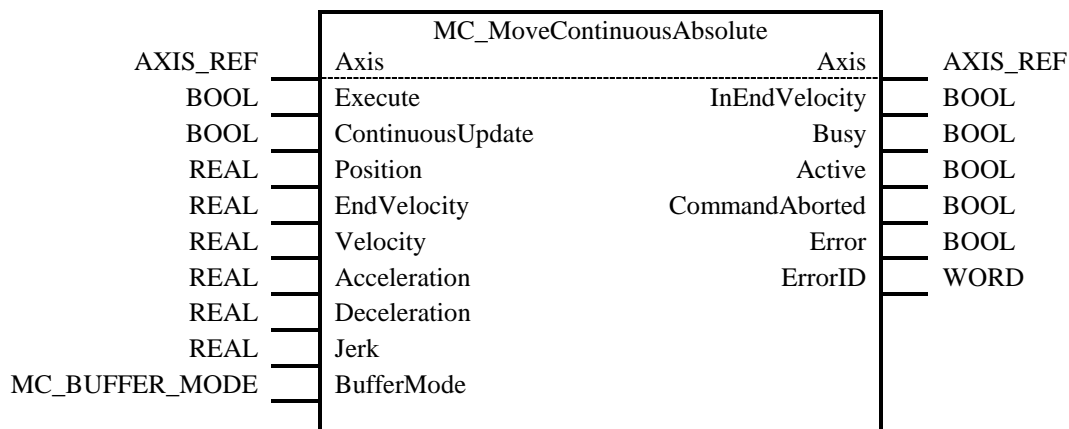 MC_MoveContinuousAbsolute
AXIS_REF Axis Axis AXIS_REF
BOOL Execute InEndVelocity BOOL
BOOL ContinuousUpdate Busy BOOL
REAL Position Active BOOL
REAL EndVelocity CommandAborted BOOL
REAL Velocity Error BOOL
REAL Acceleration ErrorID WORD
REAL Deceleration
REAL Jerk
MC_BUFFER_MODE BufferMode